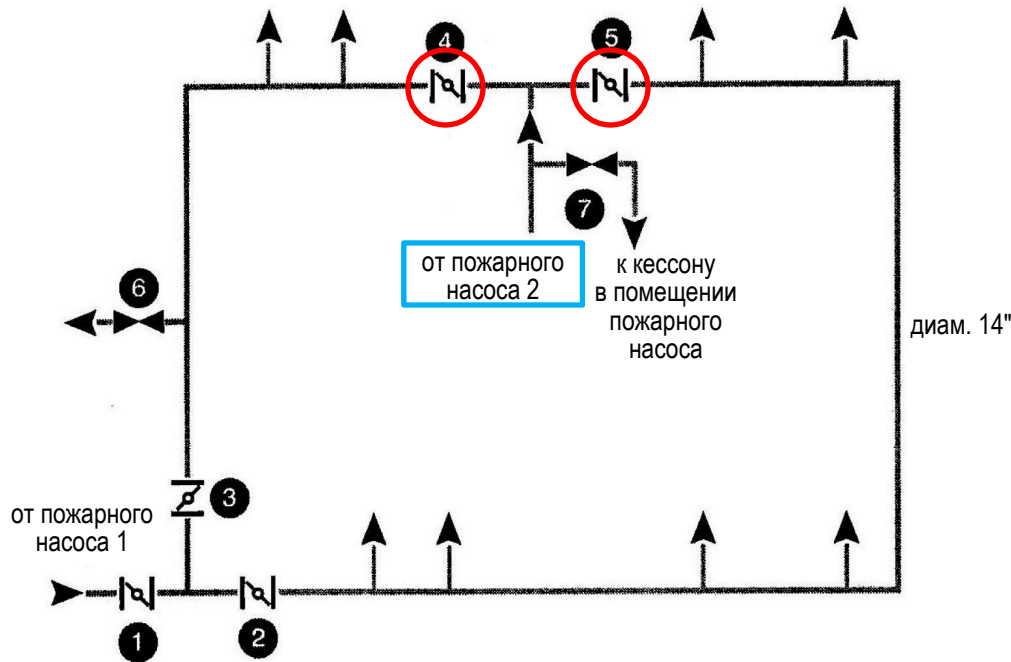 4
5
7
от пожарного
насоса 2
к кессону
в помещении
пожарного
насоса
6
диам. 14"
3
от пожарного
насоса 1
1
2